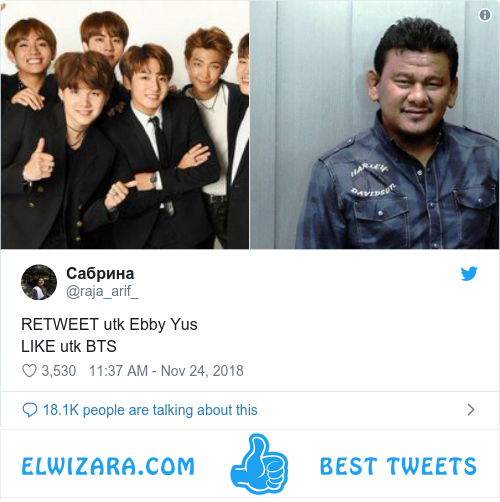 HARLEY
DAVIDSON
Сабрина
@raja_arif_
RETWEET utk Ebby Yus
LIKE utk BTS
3,530 11:37 AM - Nov 24, 2018
18.1K people are talking about this
ELWIZARA.COM BEST TWEETS